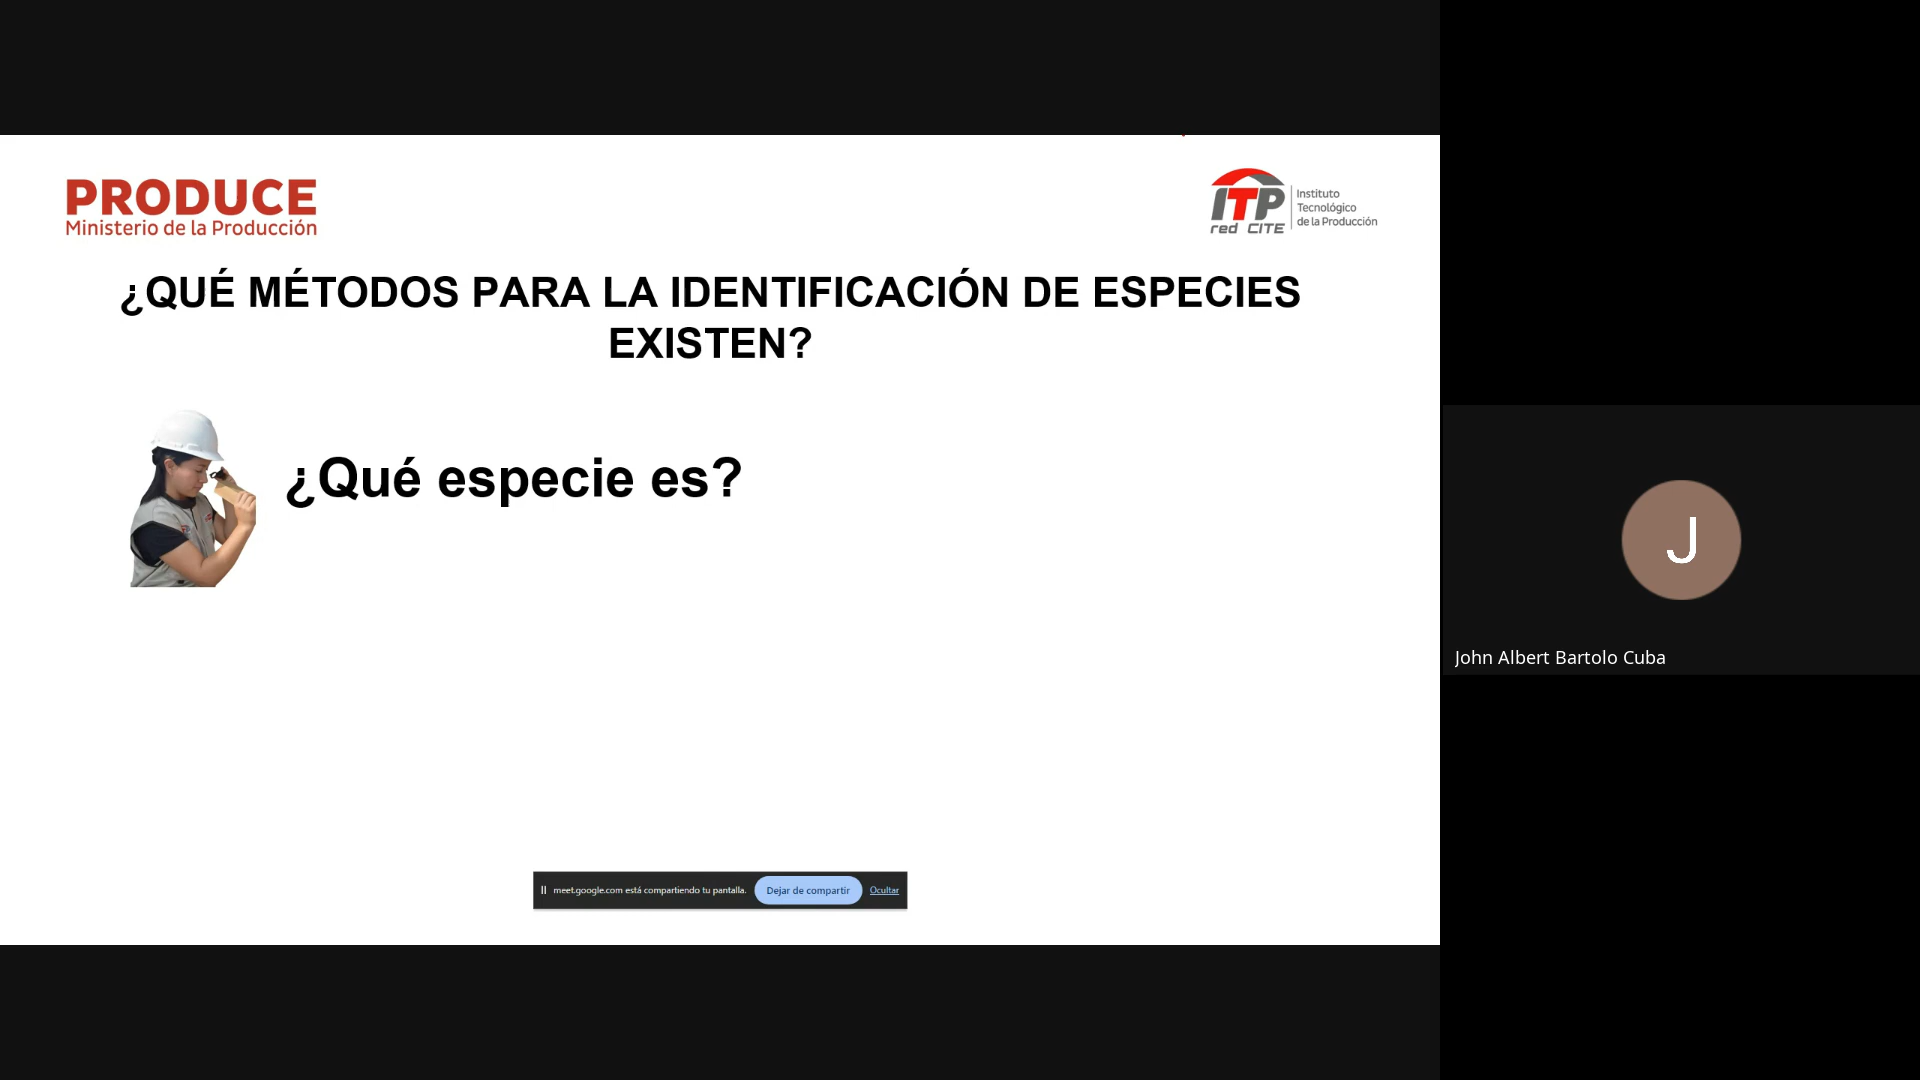 PRODUCE
Ministerio de la Producción
ITP
red CITE
Instituto
Tecnológico
de la Producción
¿QUÉ MÉTODOS PARA LA IDENTIFICACIÓN DE ESPECIES
EXISTEN?
¿Qué especie es?
meet.google.com está compartiendo tu pantalla. Dejar de compartir Ocultar
J
John Albert Bartolo Cuba